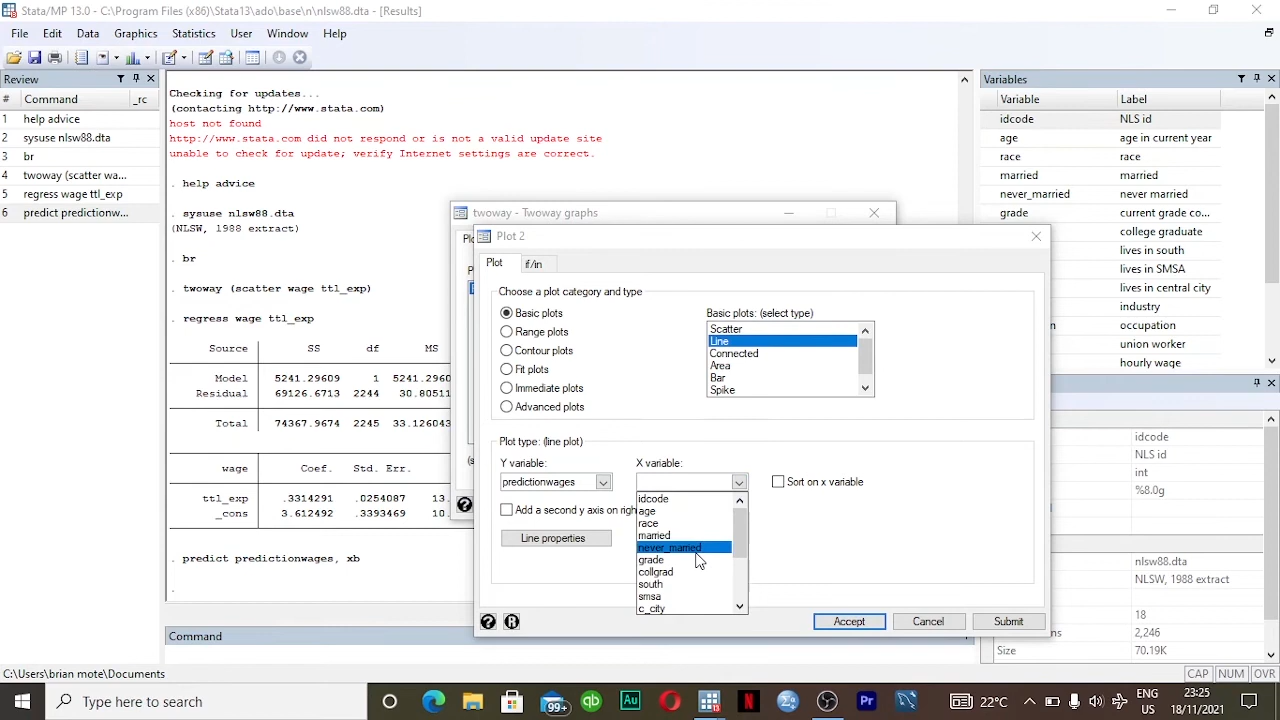 Stata/MP 13.0 - C:\Program Files (x86)\Stata13\ado\base\n\nlsw88.dta - [Results]
File Edit Data Graphics Statistics User Window Help
Review
# Command _rc
1 help advice
2 sysuse nlsw88.dta
3 br
4 twoway (scatter wa...
5 regress wage ttl_exp
6 predict predictionw...
Checking for updates...
(contacting http://www.stata.com)
host not found
http://www.stata.com did not respond or is not a valid update site
unable to check for update; verify Internet settings are correct.
. help advice
. sysuse nlsw88.dta
(NLSW, 1988 extract)
. br
. twoway (scatter wage ttl_exp)
. regress wage ttl_exp
Source SS df MS
Model 5241.29609 1 5241.2960
Residual 69126.6713 2244 30.80511
Total 74367.9674 2245 33.126043
wage Coef. Std. Err.
ttl_exp .3314291 .0254087 13.
_cons 3.612492 .3393469 10.
. predict predictionwages, xb
.
Command
twoway - Twoway graphs
Plot 2
Plot if/in
Choose a plot category and type
Basic plots
Range plots
Contour plots
Fit plots
Immediate plots
Advanced plots
Basic plots: (select type)
Scatter
Line
Connected
Area
Bar
Spike
Plot type: (line plot)
Y variable: X variable:
predictionwages
Sort on x variable
Add a second y axis on righ
Line properties
idcode
age
race
married
never_married
grade
collgrad
south
smsa
c_city
Accept Cancel Submit
Variables
Variable Label
idcode NLS id
age age in current year
race race
married married
never_married never married
grade current grade co...
college graduate
lives in south
lives in SMSA
lives in central city
industry
occupation
union worker
hourly wage
idcode
NLS id
int
%8.0g
nlsw88.dta
NLSW, 1988 extract
18
2,246
Size 70.19K
C:\Users\brian mote\Documents
CAP NUM OVR
Type here to search
99+
22°C
ENG
US
23:25
18/11/2021